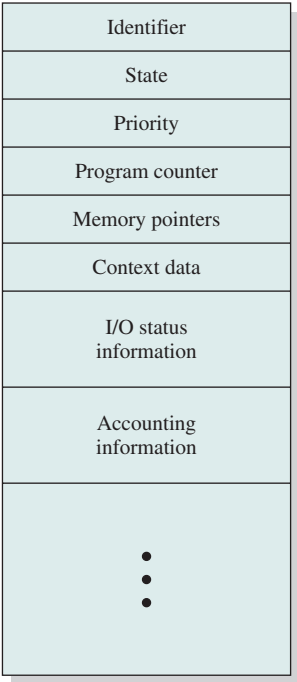 Identifier
State
Priority
Program counter
Memory pointers
Context data
I/O status
information
Accounting
information